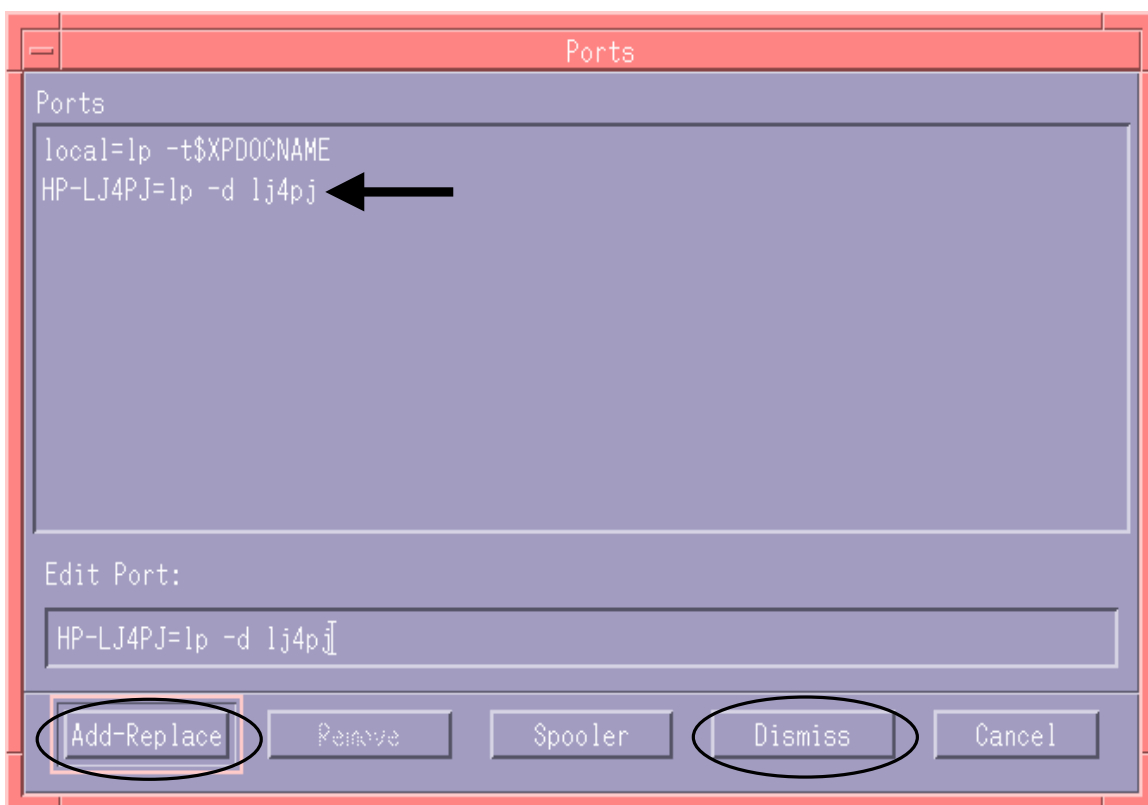 Ports
Ports
local=lp -t$XPDOCNAME
HP-LJ4PJ=lp -d lj4pj
Edit Port:
HP-LJ4PJ=lp -d lj4pj
Add-Replace Remove Spooler Dismiss Cancel